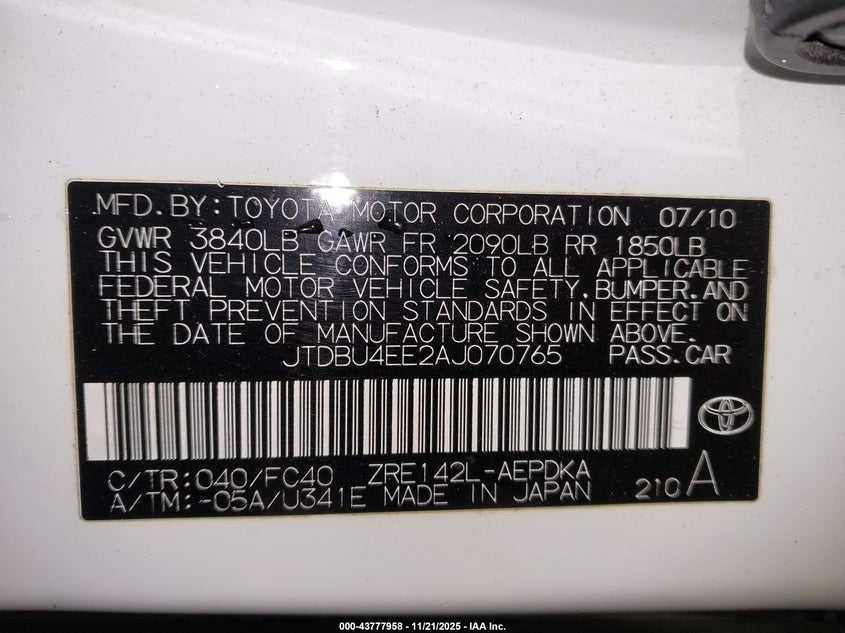 MFD.BY:TOYOTA MOTOR CORPORATION 07/10
GVWR 3840LB GAWR FR 2090LB RR 1850LB
THIS VEHICLE CONFORMS TO ALL APPLICABLE
FEDERAL MOTOR VEHICLE SAFETY,BUMPER,AND
THEFT PREVENTION STANDARDS IN EFFECT ON
THE DATE OF MANUFACTURE SHOWN ABOVE.
JTDBU4EE2AJ070765 PASS.CAR
C/TR:040/FC40 ZRE142L-AEPDKA
A/TM:-05A/U341E MADE IN JAPAN 210A
000-43777958 - 11/21/2025 - IAA Inc.